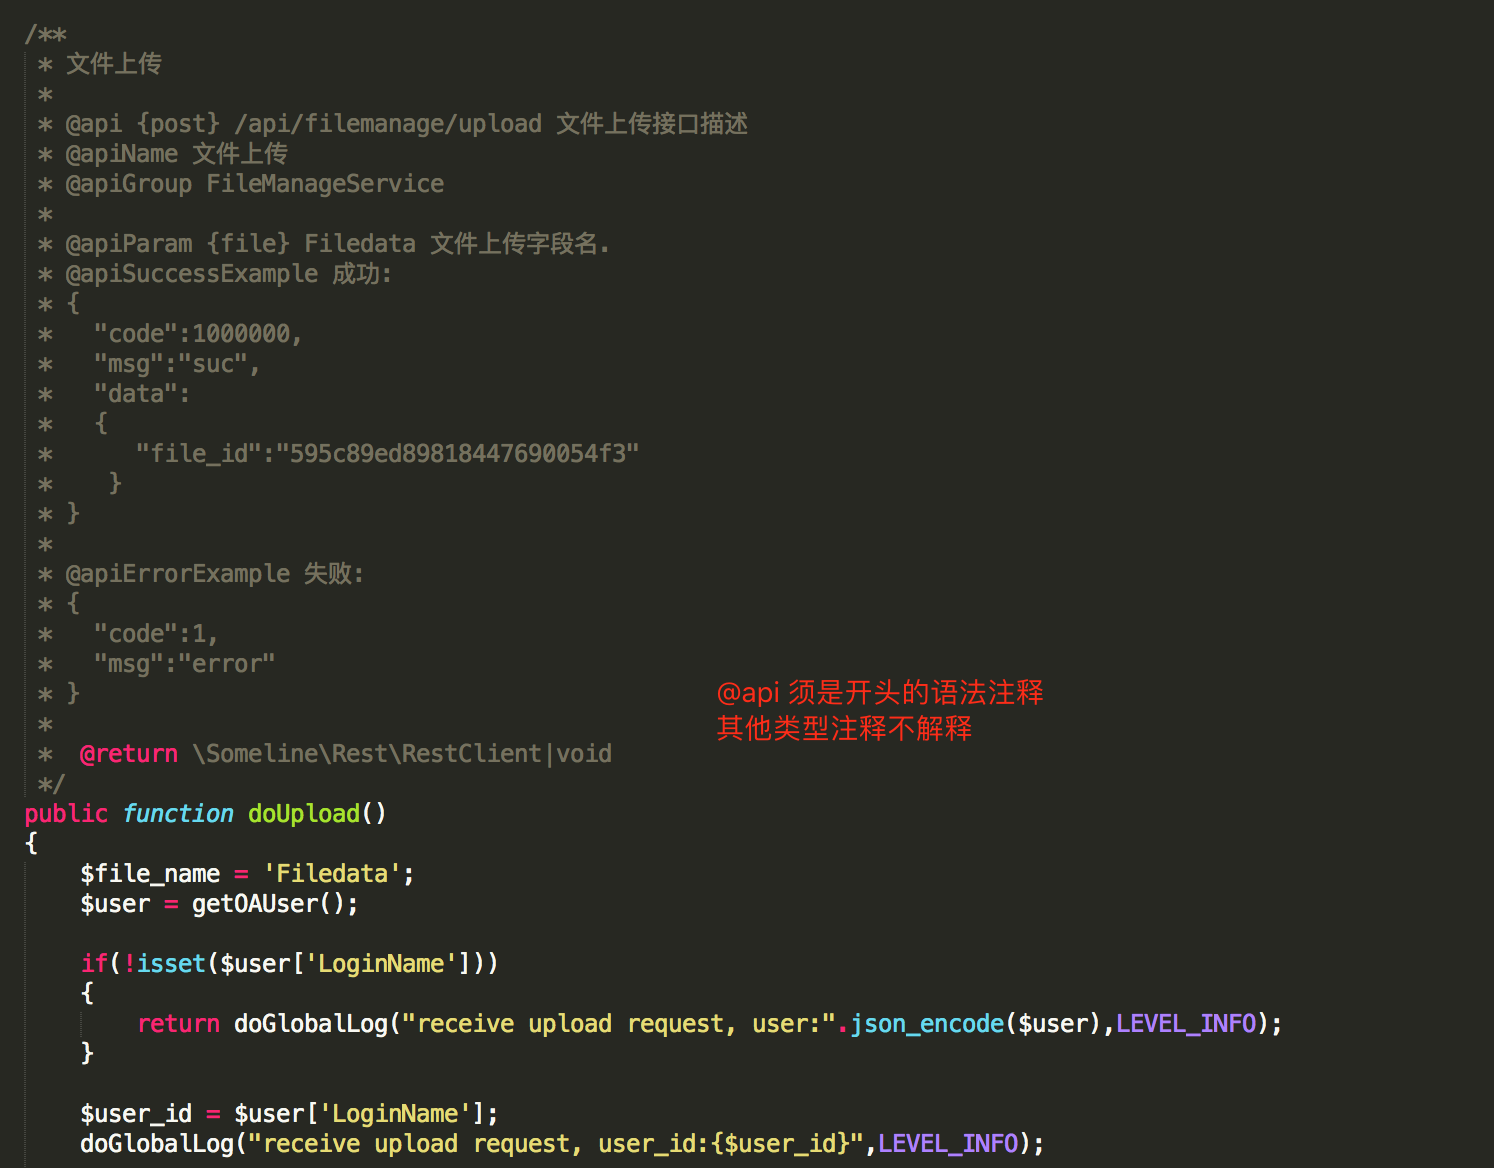 /**
 * 文件上传
 *
 * @api {post} /api/filemanage/upload 文件上传接口描述
 * @apiName 文件上传
 * @apiGroup FileManageService
 *
 * @apiParam {file} Filedata 文件上传字段名.
 * @apiSuccessExample 成功:
 * {
 *   "code":1000000,
 *   "msg":"suc",
 *   "data":
 *   {
 *      "file_id":"595c89ed89818447690054f3"
 *    }
 * }
 *
 * @apiErrorExample 失败:
 * {
 *   "code":1,
 *   "msg":"error"
 * }
@api 须是开头的语法注释
 *
其他类型注释不解释
 *  @return \Someline\Rest\RestClient|void
 */
public function doUpload()
{
    $file_name = 'Filedata';
    $user = getOAUser();

    if(!isset($user['LoginName']))
    {
        return doGlobalLog("receive upload request, user:".json_encode($user),LEVEL_INFO);
    }

    $user_id = $user['LoginName'];
    doGlobalLog("receive upload request, user_id:{$user_id}",LEVEL_INFO);